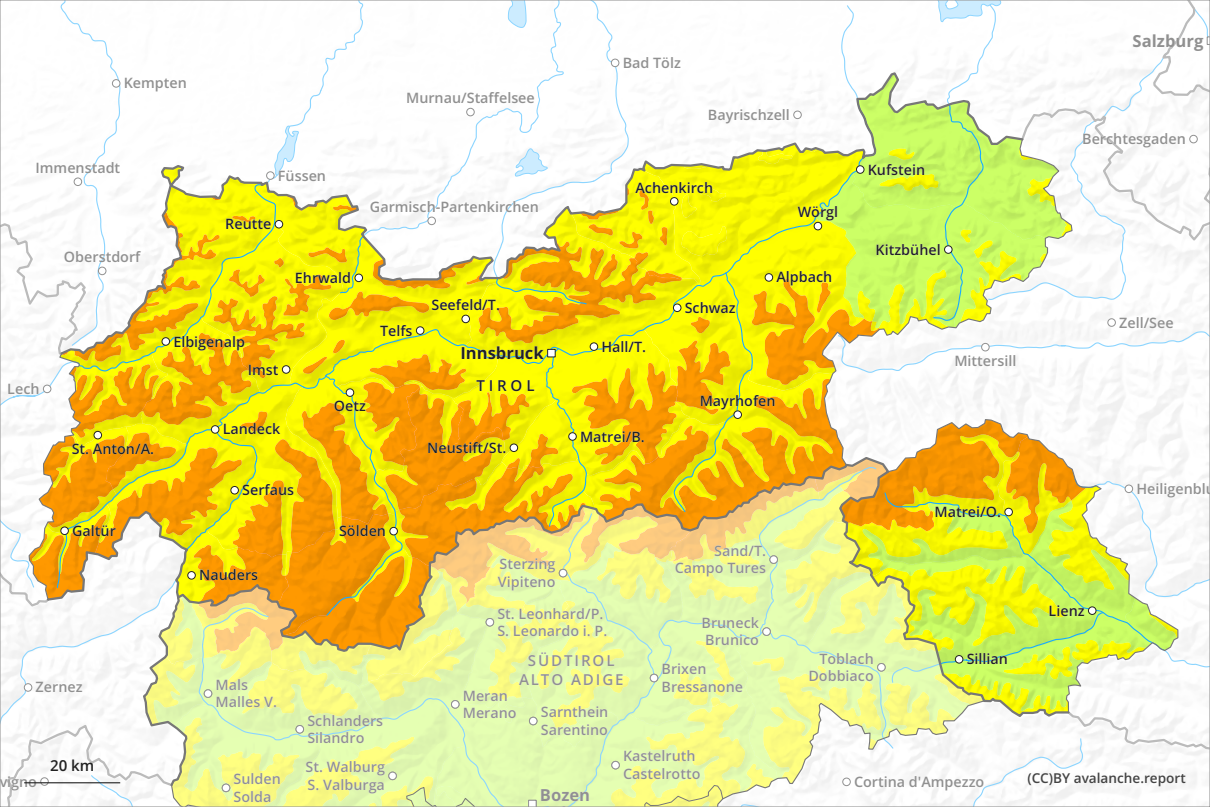 Salzburg
Bad Tölz
Kempten
Murnau/Staffelsee
Bayrischzell
Berchtesgaden
Immenstadt
Füssen
Kufstein
Achenkirch
Garmisch-Partenkirchen
Wörgl
Reutte
Kitzbühel
Oberstdorf
Ehrwald
Alpbach
Seefeld/T.
Schwaz
Zell/See
Telfs
Elbigenalp
Innsbruck
Hall/T.
Mittersill
Imst
TIROL
Lech
Oetz
Mayrhofen
Landeck
Matrei/B.
St. Anton/A.
Neustift/St.
Serfaus
Heiligenblu
Matrei/O.
Galtür
Sölden
Sand/T.
Campo Tures
Sterzing
Vipiteno
Nauders
Lienz
St. Leonhard/P.
S. Leonardo i. P.
Bruneck
Brunico
SÜDTIROL
ALTO ADIGE
Toblach
Dobbiaco
Sillian
Brixen
Bressanone
Zernez
Mals
Malles V.
Meran
Merano
Sarnthein
Sarentino
Schlanders
Silandro
Kastelruth
Castelrotto
St. Walburg
S. Valburga
20 km
vigno
Sulden
Solda
Cortina d'Ampezzo
(CC)BY avalanche.report
Bozen